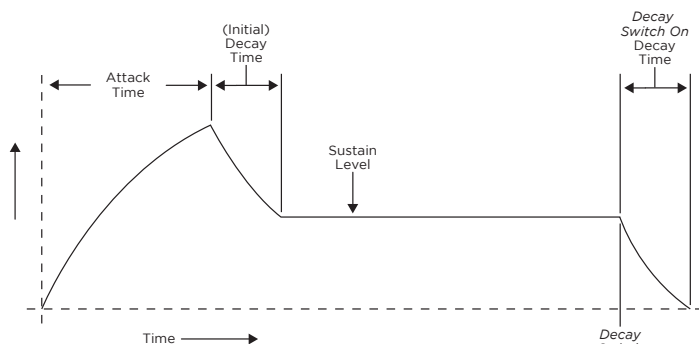 (Initial)
Decay
Time
Decay
Switch On
Decay
Time
Attack
Time
Sustain
Level
Time
Decay